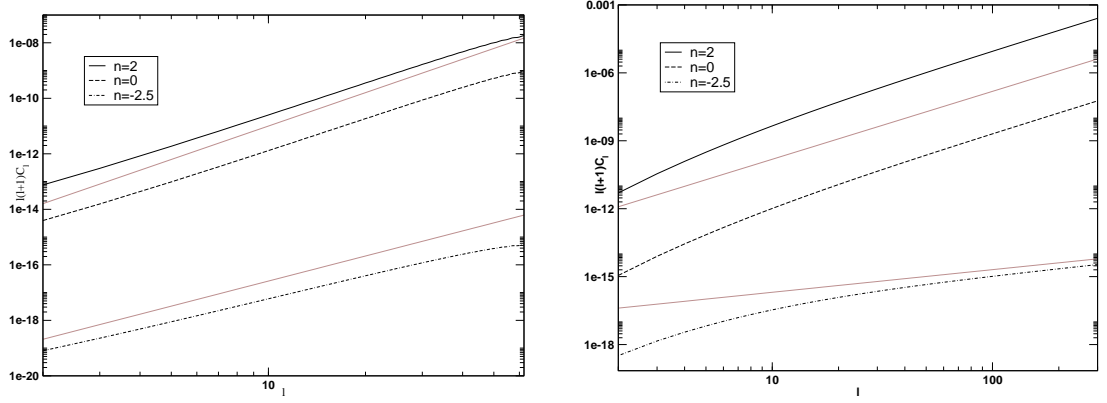 1e-08
1e-10
1e-12
1e-14
1e-16
1e-18
1e-20
l(l+1)C_l
n=2
n=0
n=-2.5
10
l
0.001
1e-06
1e-09
1e-12
1e-15
1e-18
l(l+1)C_l
n=2
n=0
n=-2.5
10
100
l